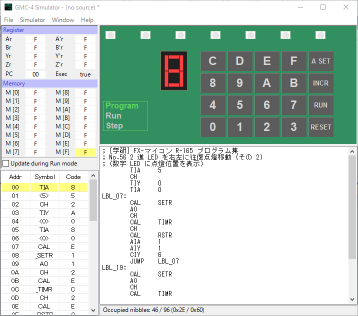 GMC-4 Simulator - (no source) *
File Simulator Window Help
Register
Ar F A'r F
Br F B'r F
Yr F Y'r F
Zr F Z'r F
PC 00 Exec true
Memory
M [0] F M [8] F
M [1] F M [9] F
M [2] F M [A] F
M [3] F M [B] F
M [4] F M [C] F
M [5] F M [D] F
M [6] F M [E] F
M [7] F M [F] F
Update during Run mode
Addr Symbol Code
00 TIA 8
01 <5> 5
02 CH 2
03 TIY A
04 <0> 0
05 TIA 8
06 <0> 0
07 CAL E
08 _SETR 1
09 AO 1
0A CH 2
0B CAL E
0C TIMR C
0D CH 2
0E CAL E
C D E F A SET
8 9 A B INCR
4 5 6 7 RUN
0 1 2 3 RESET
Program
Run
Step
; [学研] FX-マイコン R-165 プログラム集
; No.56 2 進 LED を右左に往復点燈移動 (その 2)
; (数字 LED に点燈位置を表示)
TIA 5
CH
TIY 0
TIA 0
LBL_07:
CAL SETR
AO
CH
CAL TIMR
CH
CAL RSTR
AIA 1
AIY 1
CIY 6
JUMP LBL_07
LBL_19:
CAL SETR
AO
CH
CAL TIMR
Occupied nibbles: 46 / 96 (0x2E / 0x60)